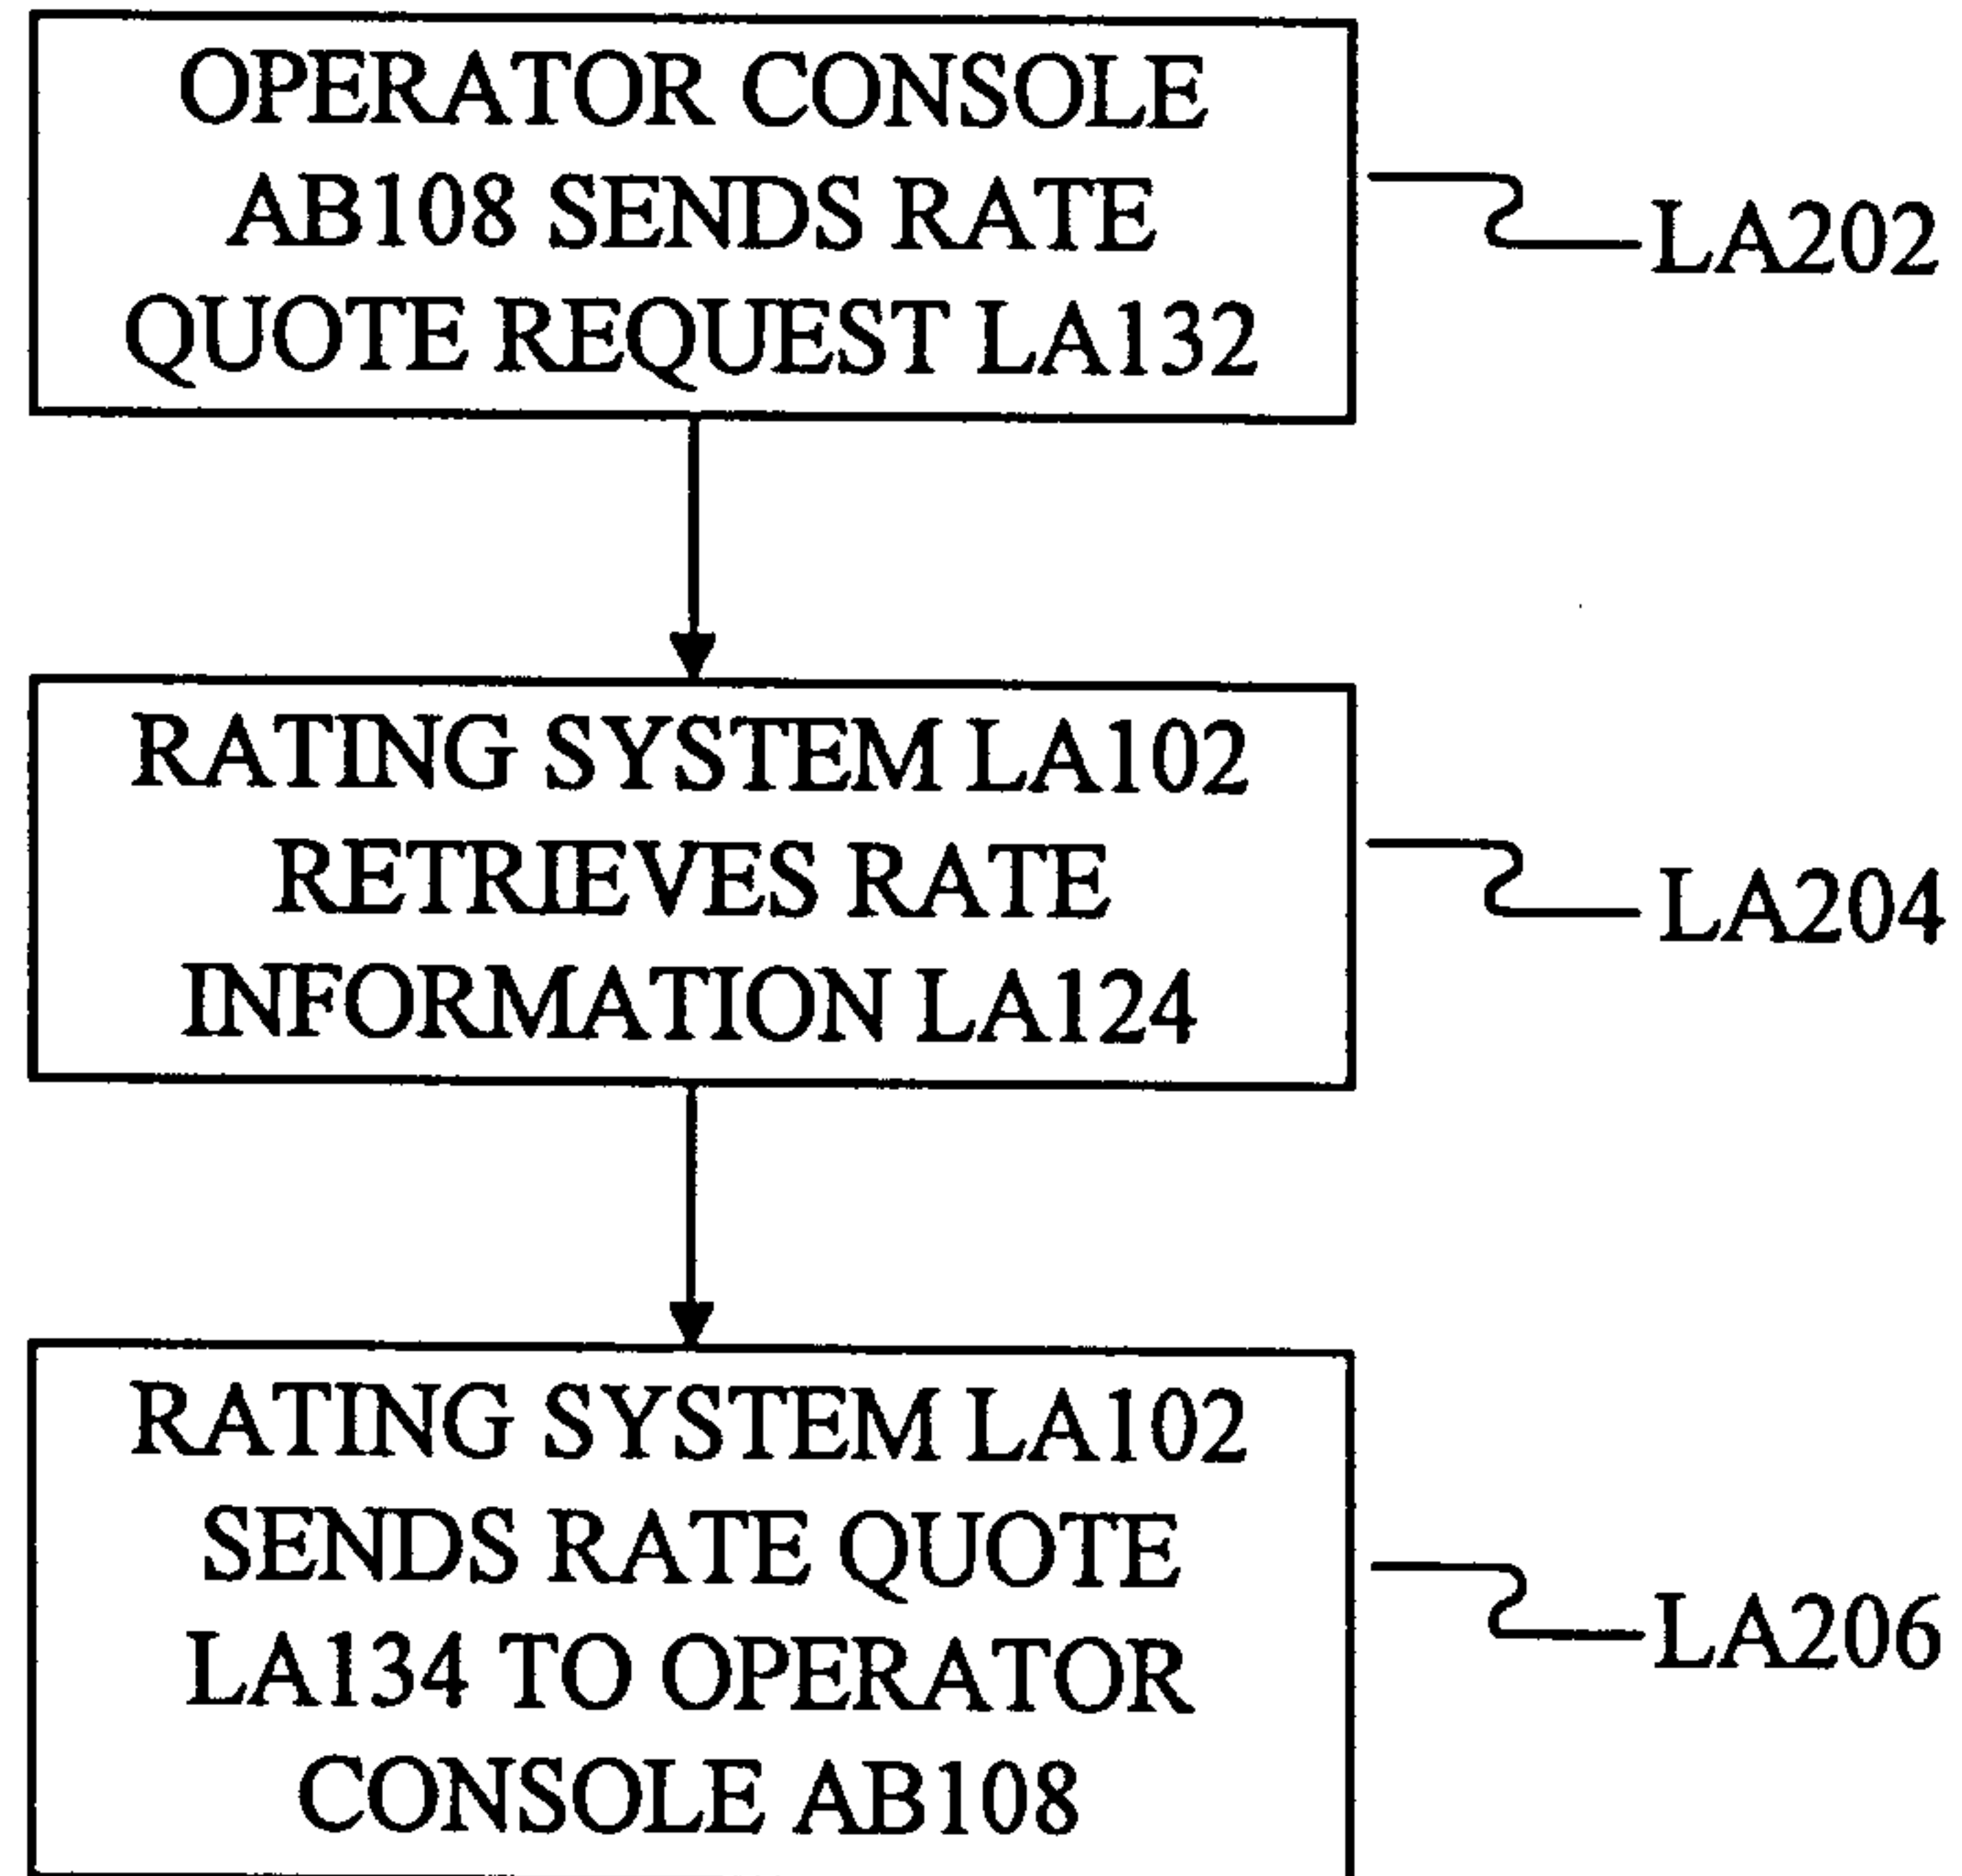 OPERATOR CONSOLE
AB108 SENDS RATE
QUOTE REQUEST LA132
LA202
RATING SYSTEM LA102
RETRIEVES RATE
INFORMATION LA124
LA204
RATING SYSTEM LA102
SENDS RATE QUOTE
LA134 TO OPERATOR
CONSOLE AB108
LA206